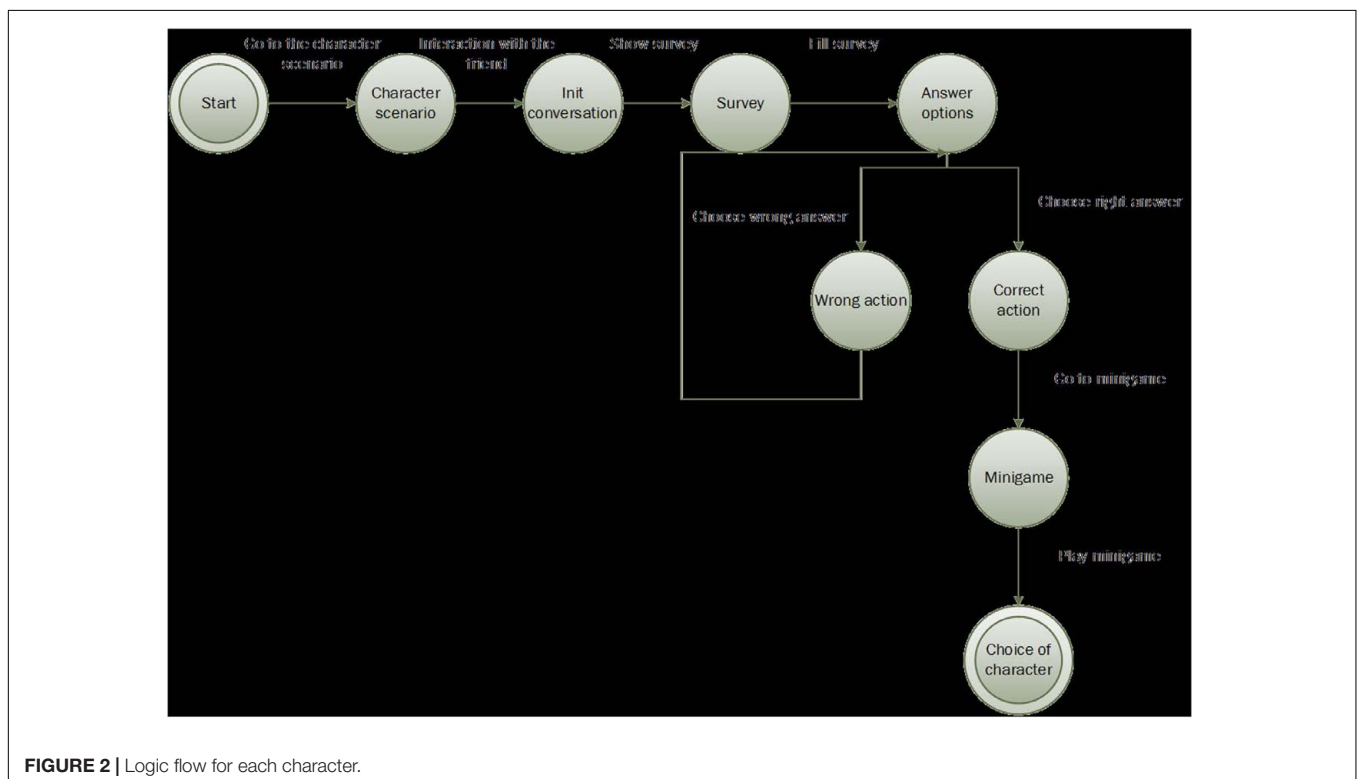 Go to the character
scenario
Interaction with the
friend
Show survey
Fill survey
Start
Character
scenario
Init
conversation
Survey
Answer
options
Choose wrong answer
Choose right answer
Wrong action
Correct
action
Go to minigame
Minigame
Play minigame
Choice of
character
FIGURE 2 | Logic flow for each character.